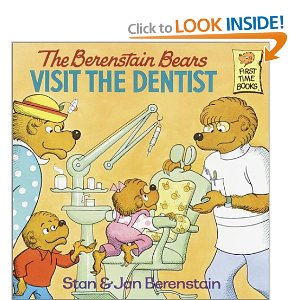 Click to LOOK INSIDE!
The Berenstain Bears
VISIT THE DENTIST
FIRST
TIME
BOOKS
Stan & Jan Berenstain